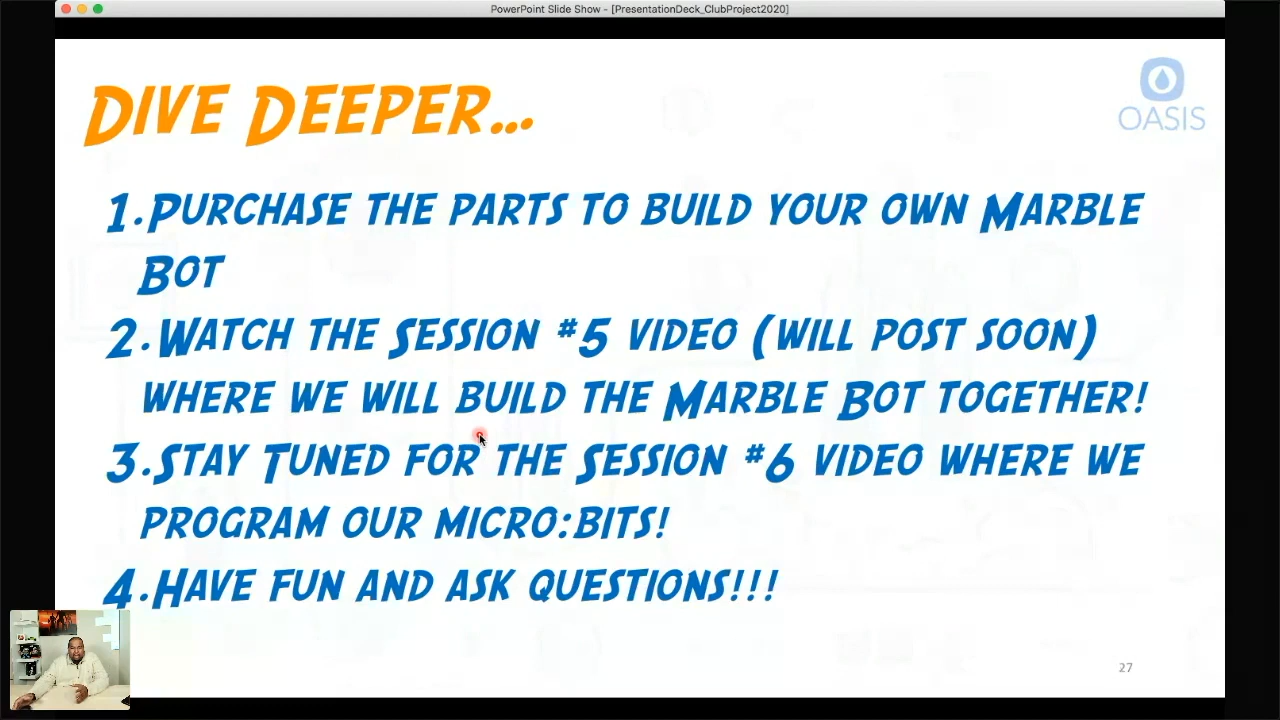 PowerPoint Slide Show - [PresentationDeck_ClubProject2020]
OASIS
Dive Deeper...
1.Purchase the parts to build your own Marble
Bot
2.Watch the Session #5 video (will post soon)
where we will build the Marble Bot together!
3.Stay Tuned for the Session #6 video where we
program our micro:bits!
4.Have fun and ask questions!!!
27